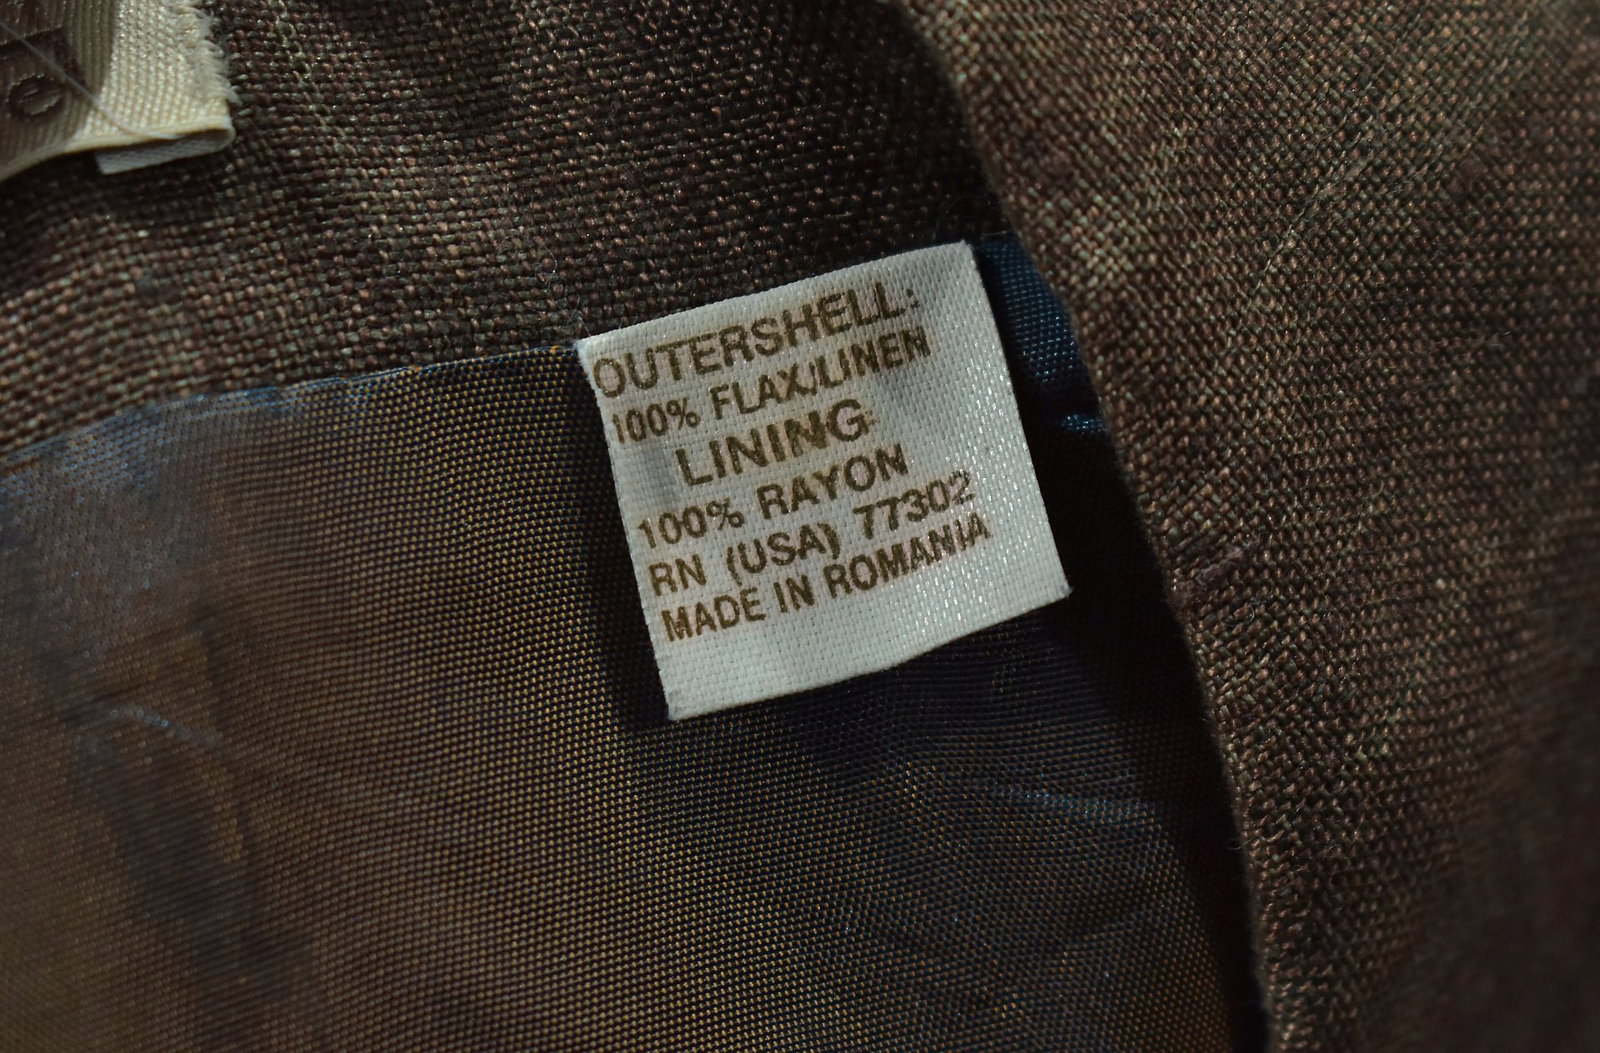 OUTERSHELL:
100% FLAX/LINEN
LINING:
100% RAYON
RN (USA) 77302
MADE IN ROMANIA